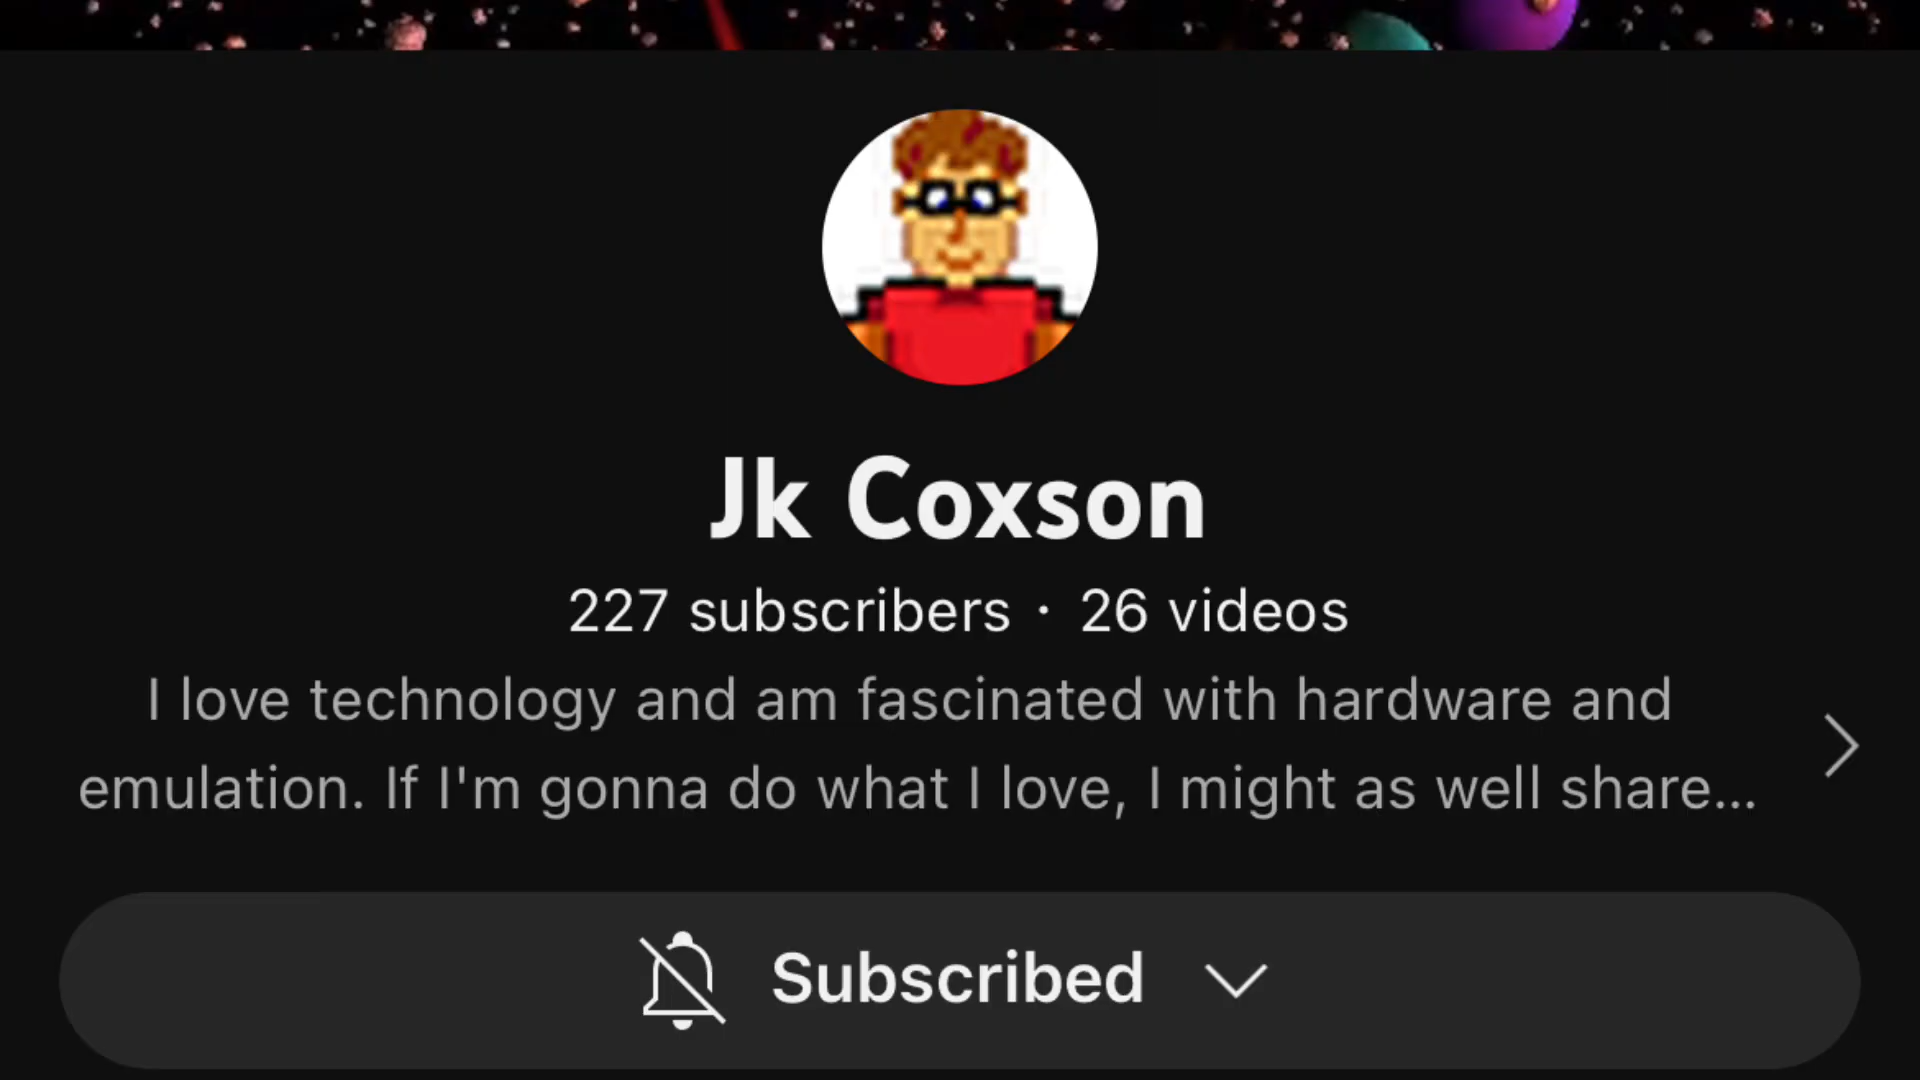 Jk Coxson
227 subscribers · 26 videos
I love technology and am fascinated with hardware and
emulation. If I'm gonna do what I love, I might as well share...
Subscribed